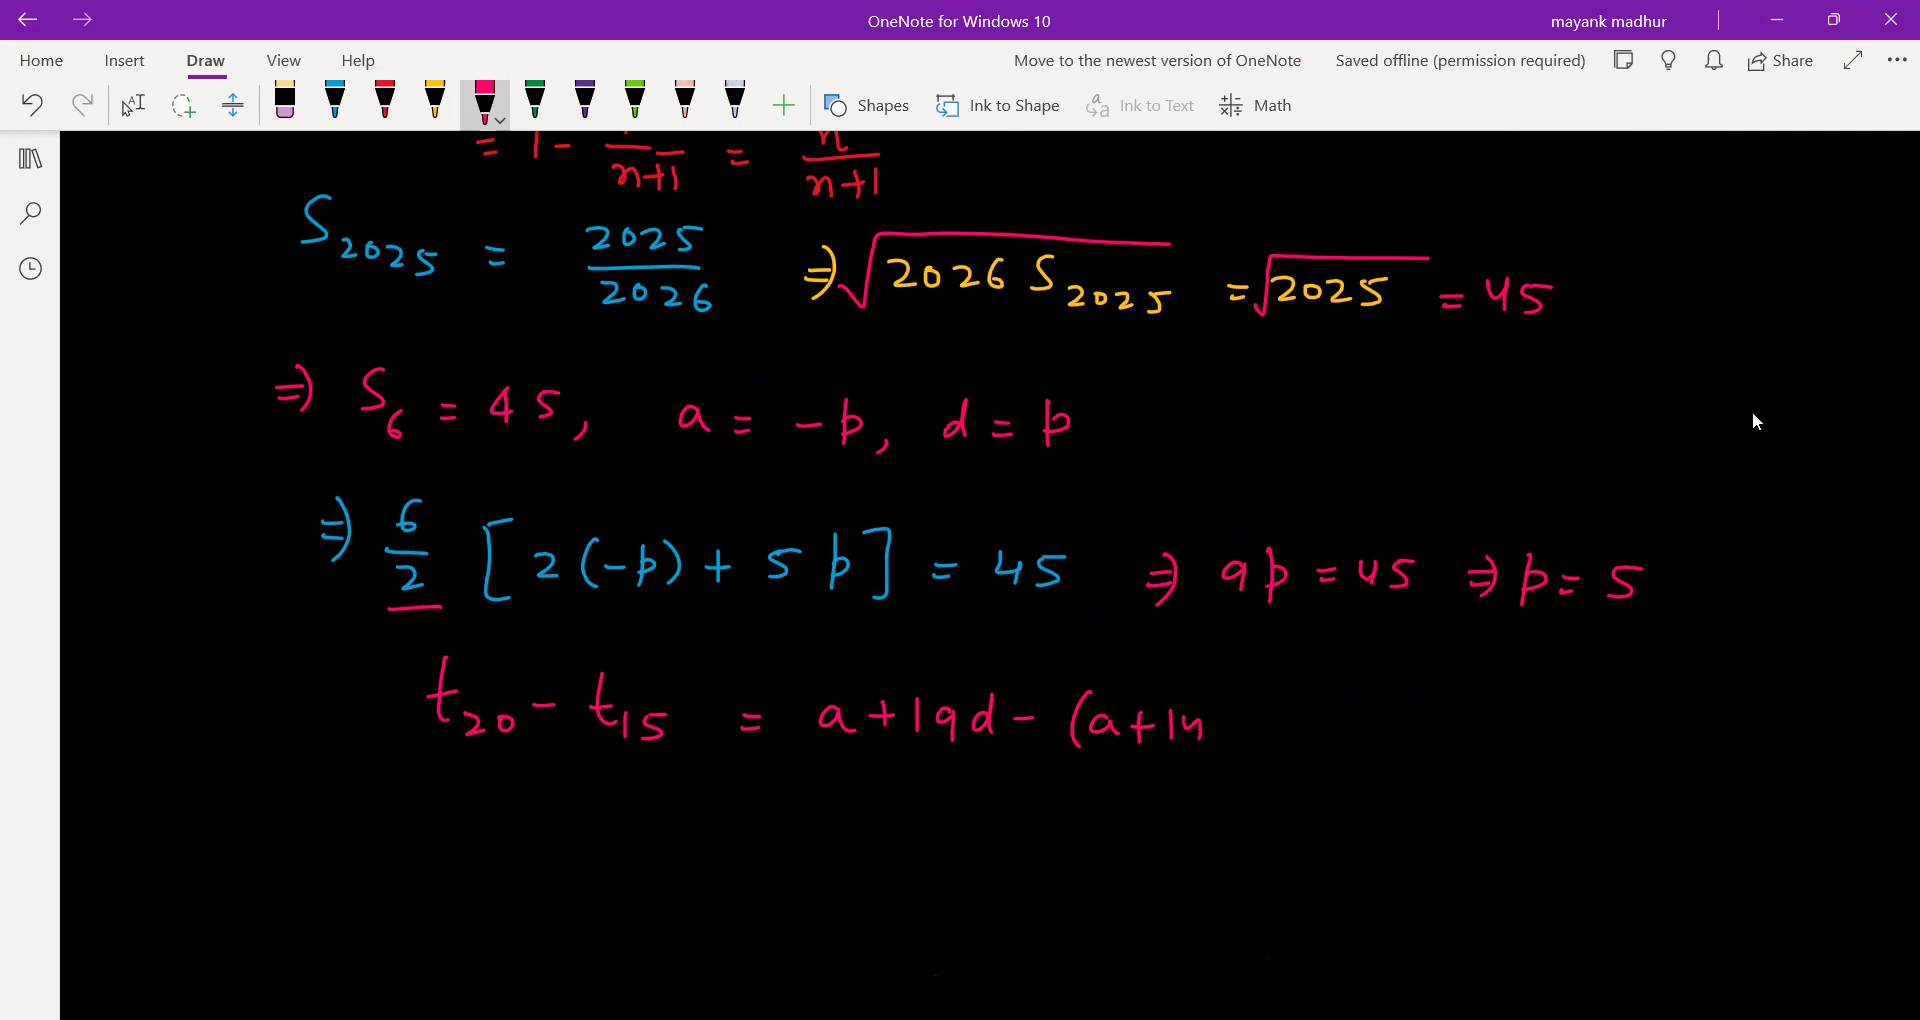 OneNote for Windows 10
mayank madhur
Home Insert Draw View Help
Move to the newest version of OneNote Saved offline (permission required) Share
Shapes Ink to Shape Ink to Text Math
= 1 - /n+1 = n/n+1
S2025 = 2025/2026 ⇒ √2026 S2025 = √2025 = 45
⇒ S6 = 45, a = -p, d = p
⇒ 6/2 [2(-p) + 5p] = 45 ⇒ 9p = 45 ⇒ p = 5
t20 - t15 = a+19d - (a+14